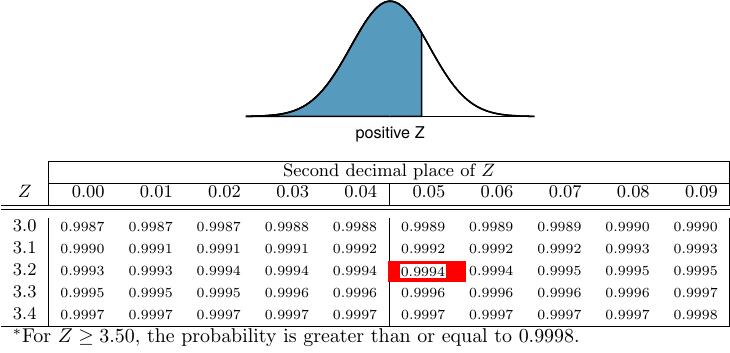 positive Z
Second decimal place of Z
Z 0.00 0.01 0.02 0.03 0.04 0.05 0.06 0.07 0.08 0.09
3.0 0.9987 0.9987 0.9987 0.9988 0.9988 0.9989 0.9989 0.9989 0.9990 0.9990
3.1 0.9990 0.9991 0.9991 0.9991 0.9992 0.9992 0.9992 0.9992 0.9993 0.9993
3.2 0.9993 0.9993 0.9994 0.9994 0.9994 0.9994 0.9994 0.9995 0.9995 0.9995
3.3 0.9995 0.9995 0.9995 0.9996 0.9996 0.9996 0.9996 0.9996 0.9996 0.9997
3.4 0.9997 0.9997 0.9997 0.9997 0.9997 0.9997 0.9997 0.9997 0.9997 0.9998
*For Z ≥ 3.50, the probability is greater than or equal to 0.9998.